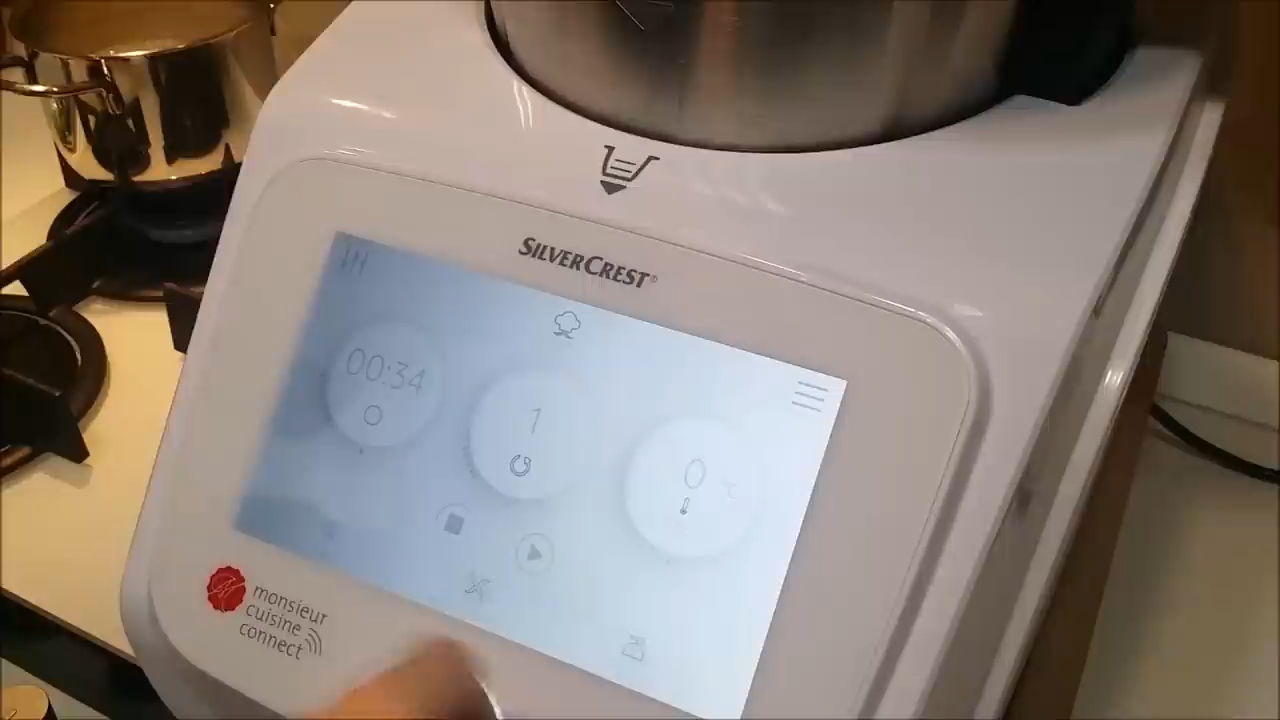 SILVERCREST®
00:34
1
0 °C
monsieur
cuisine
connect